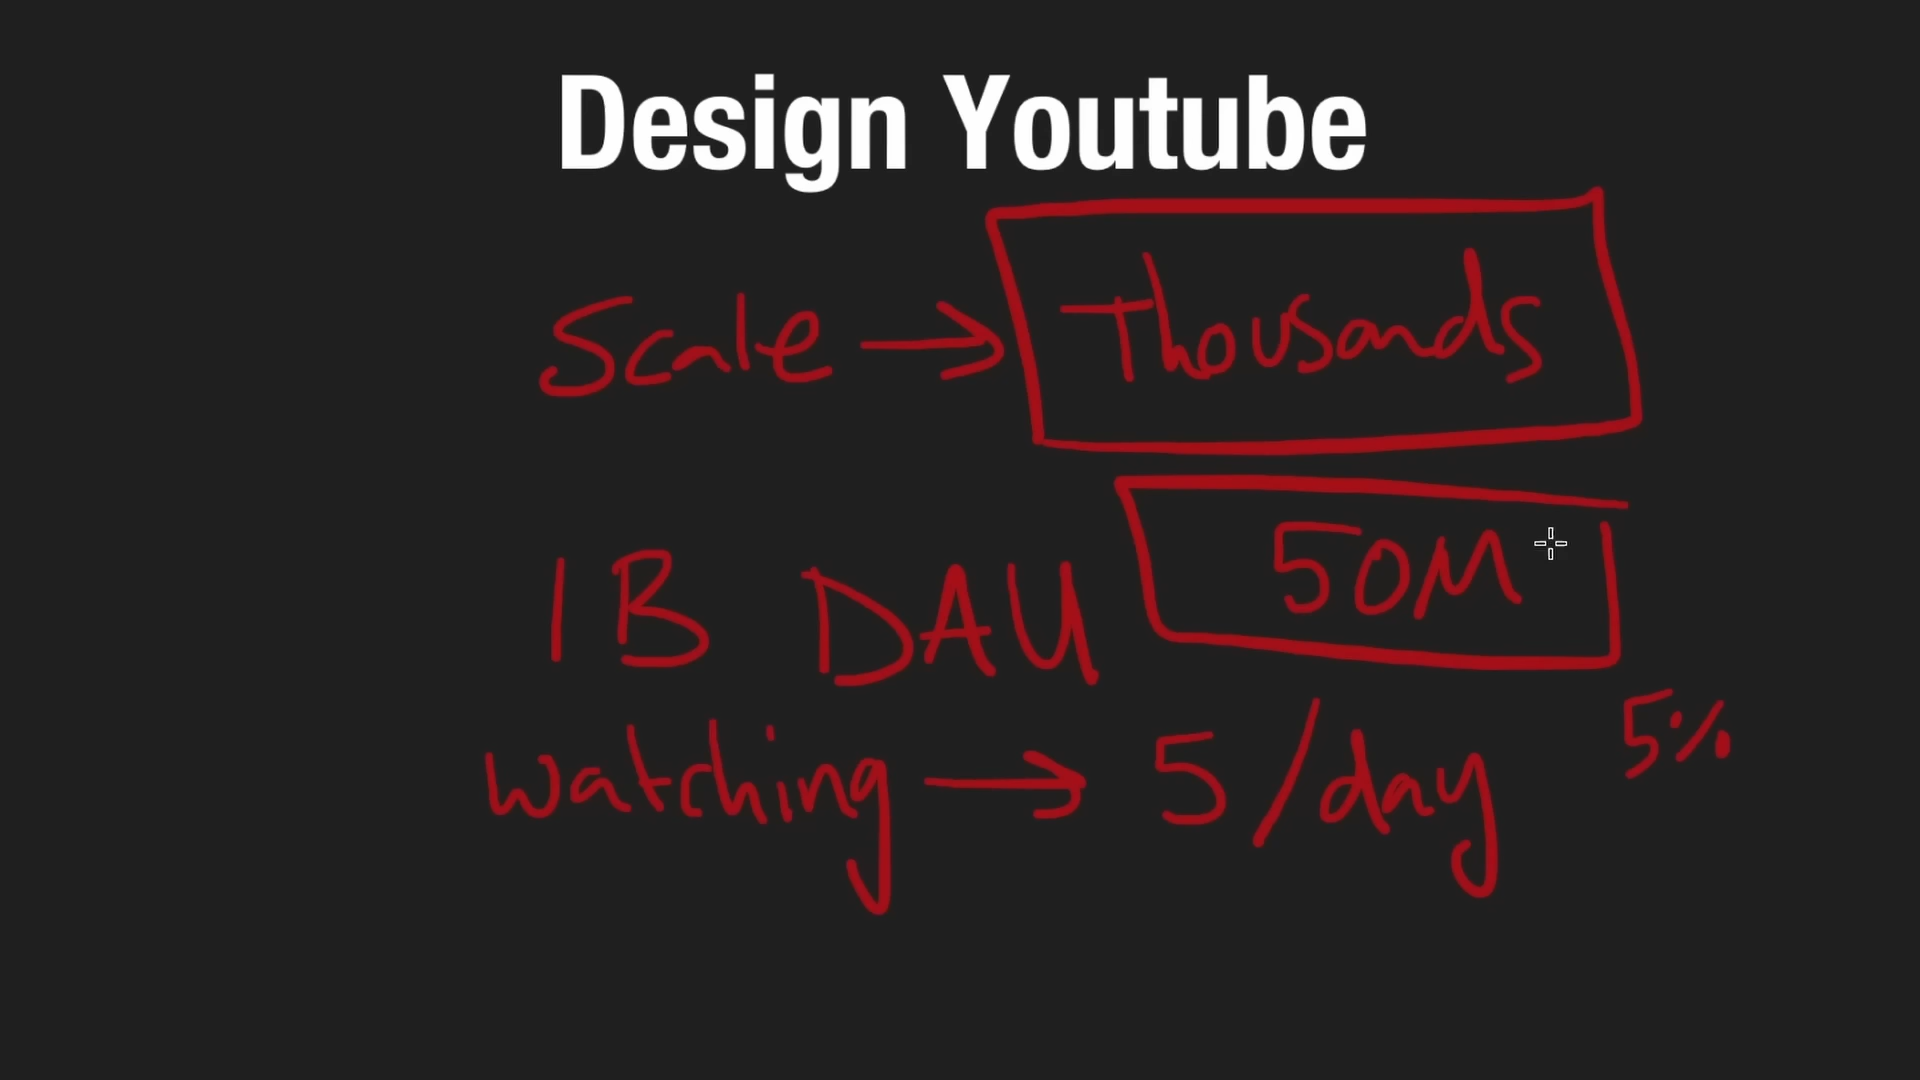 Design Youtube
Scale → Thousands
1B DAU 50M
watching → 5/day 5%